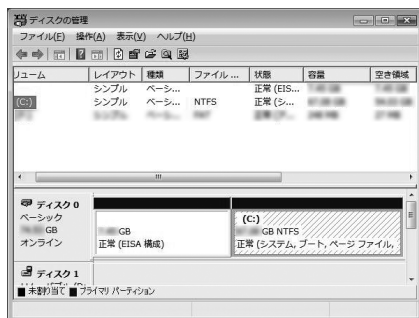 ディスクの管理
ファイル(F) 操作(A) 表示(V) ヘルプ(H)
リューム レイアウト 種類 ファイル ... 状態 容量 空き領域
シンプル ベーシ... 正常 (EIS...
(C:) シンプル ベーシ... NTFS 正常 (シ...
ディスク 0
ベーシック
GB
オンライン
GB
正常 (EISA 構成)
(C:)
GB NTFS
正常 (システム, ブート, ページ ファイル,
ディスク 1
未割り当て プライマリ パーティション